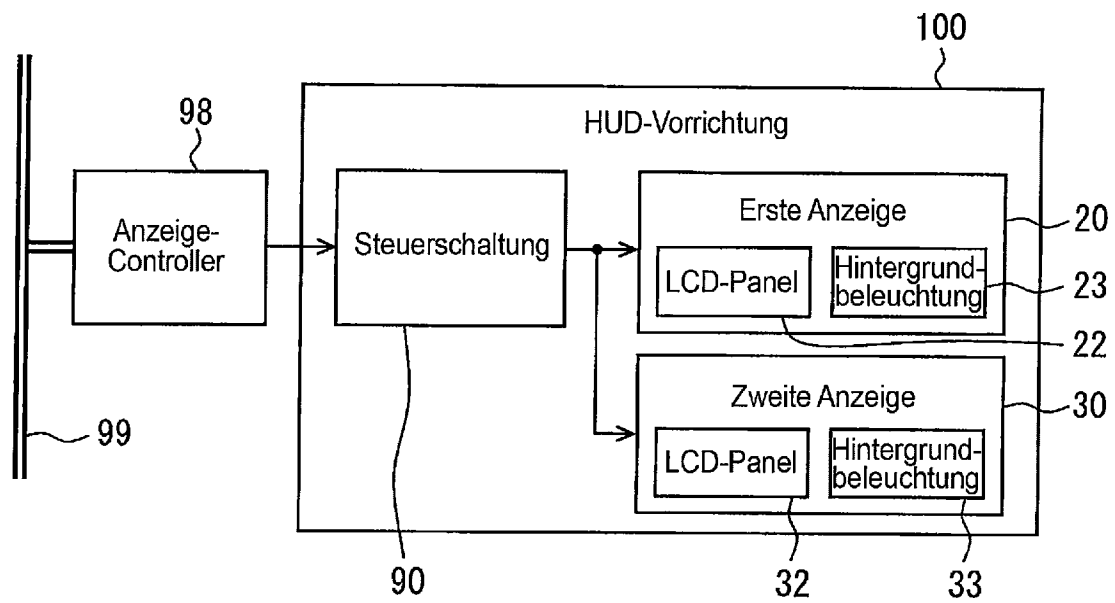 100
98
HUD-Vorrichtung
Anzeige-
Controller
Steuerschaltung
Erste Anzeige
20
LCD-Panel
Hintergrund-
beleuchtung
23
22
Zweite Anzeige
30
LCD-Panel
Hintergrund-
beleuchtung
99
90
32
33